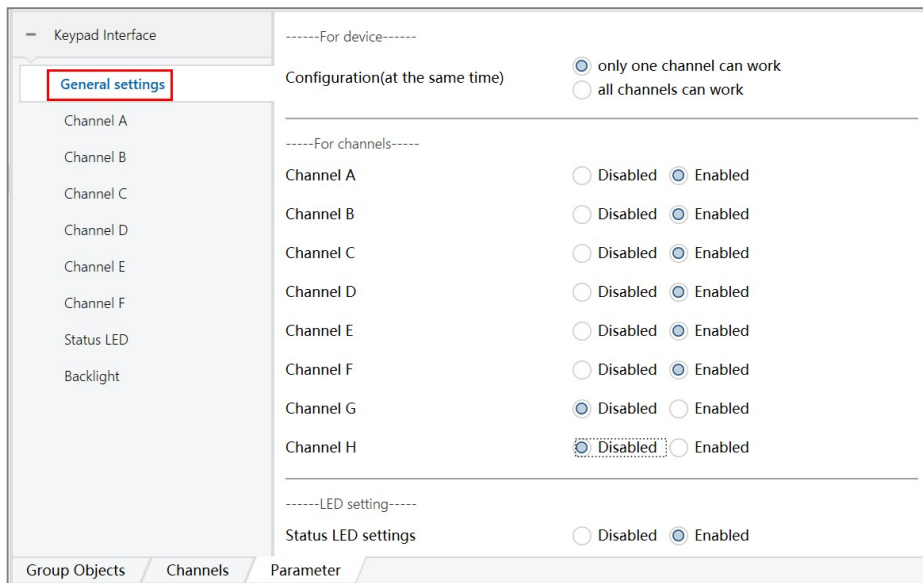 Keypad Interface
General settings
Channel A
Channel B
Channel C
Channel D
Channel E
Channel F
Status LED
Backlight
------For device------
Configuration(at the same time)
only one channel can work
all channels can work
-----For channels-----
Channel A Disabled Enabled
Channel B Disabled Enabled
Channel C Disabled Enabled
Channel D Disabled Enabled
Channel E Disabled Enabled
Channel F Disabled Enabled
Channel G Disabled Enabled
Channel H Disabled Enabled
------LED setting-----
Status LED settings Disabled Enabled
Group Objects Channels Parameter